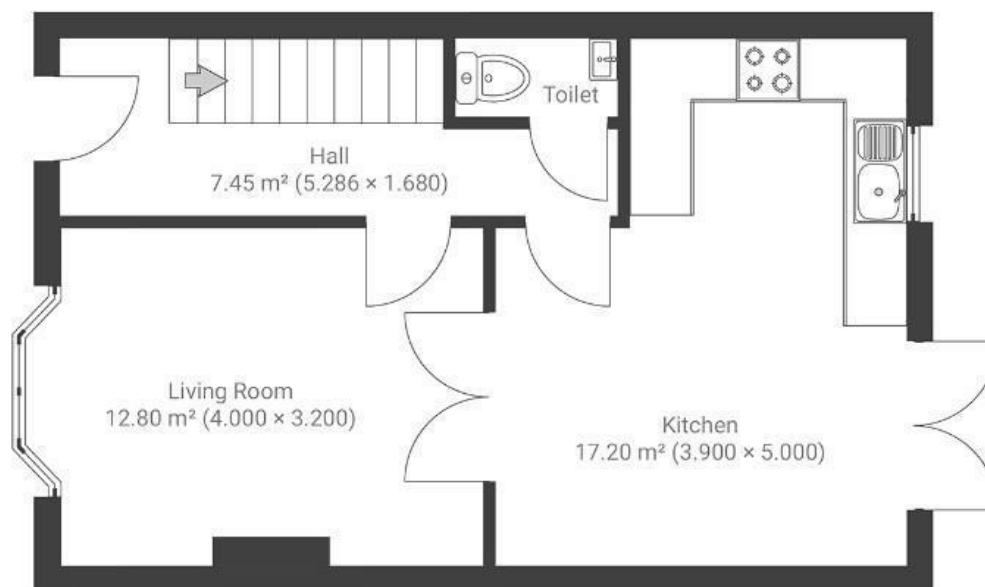 Toilet
Hall
7.45 m² (5.286 × 1.680)
Living Room
12.80 m² (4.000 × 3.200)
Kitchen
17.20 m² (3.900 × 5.000)